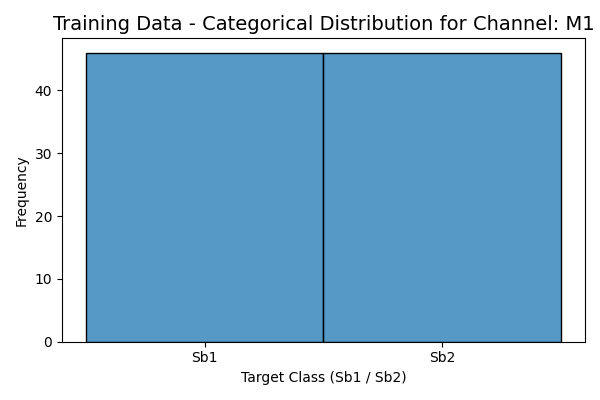 Training Data - Categorical Distribution for Channel: M1
Frequency
40
30
20
10
0
Sb1 Sb2
Target Class (Sb1 / Sb2)